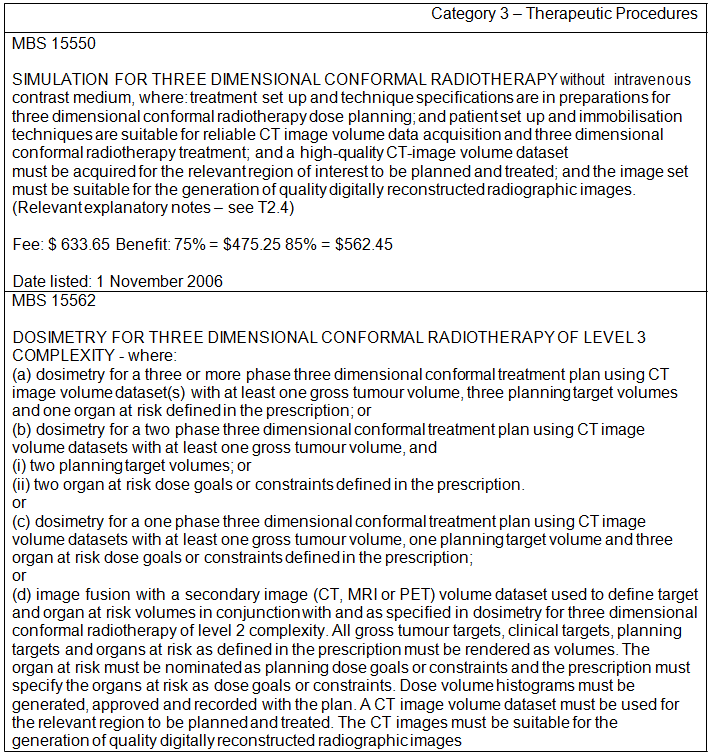 Category 3 – Therapeutic Procedures
MBS 15550
SIMULATION FOR THREE DIMENSIONAL CONFORMAL RADIOTHERAPY without intravenous
contrast medium, where: treatment set up and technique specifications are in preparations for
three dimensional conformal radiotherapy dose planning; and patient set up and immobilisation
techniques are suitable for reliable CT image volume data acquisition and three dimensional
conformal radiotherapy treatment; and a high-quality CT-image volume dataset
must be acquired for the relevant region of interest to be planned and treated; and the image set
must be suitable for the generation of quality digitally reconstructed radiographic images.
(Relevant explanatory notes – see T2.4)
Fee: $ 633.65 Benefit: 75% = $475.25 85% = $562.45
Date listed: 1 November 2006
MBS 15562
DOSIMETRY FOR THREE DIMENSIONAL CONFORMAL RADIOTHERAPY OF LEVEL 3
COMPLEXITY - where:
(a) dosimetry for a three or more phase three dimensional conformal treatment plan using CT
image volume dataset(s) with at least one gross tumour volume, three planning target volumes
and one organ at risk defined in the prescription; or
(b) dosimetry for a two phase three dimensional conformal treatment plan using CT image
volume datasets with at least one gross tumour volume, and
(i) two planning target volumes; or
(ii) two organ at risk dose goals or constraints defined in the prescription.
or
(c) dosimetry for a one phase three dimensional conformal treatment plan using CT image
volume datasets with at least one gross tumour volume, one planning target volume and three
organ at risk dose goals or constraints defined in the prescription;
or
(d) image fusion with a secondary image (CT, MRI or PET) volume dataset used to define target
and organ at risk volumes in conjunction with and as specified in dosimetry for three dimensional
conformal radiotherapy of level 2 complexity. All gross tumour targets, clinical targets, planning
targets and organs at risk as defined in the prescription must be rendered as volumes. The
organ at risk must be nominated as planning dose goals or constraints and the prescription must
specify the organs at risk as dose goals or constraints. Dose volume histograms must be
generated, approved and recorded with the plan. A CT image volume dataset must be used for
the relevant region to be planned and treated. The CT images must be suitable for the
generation of quality digitally reconstructed radiographic images